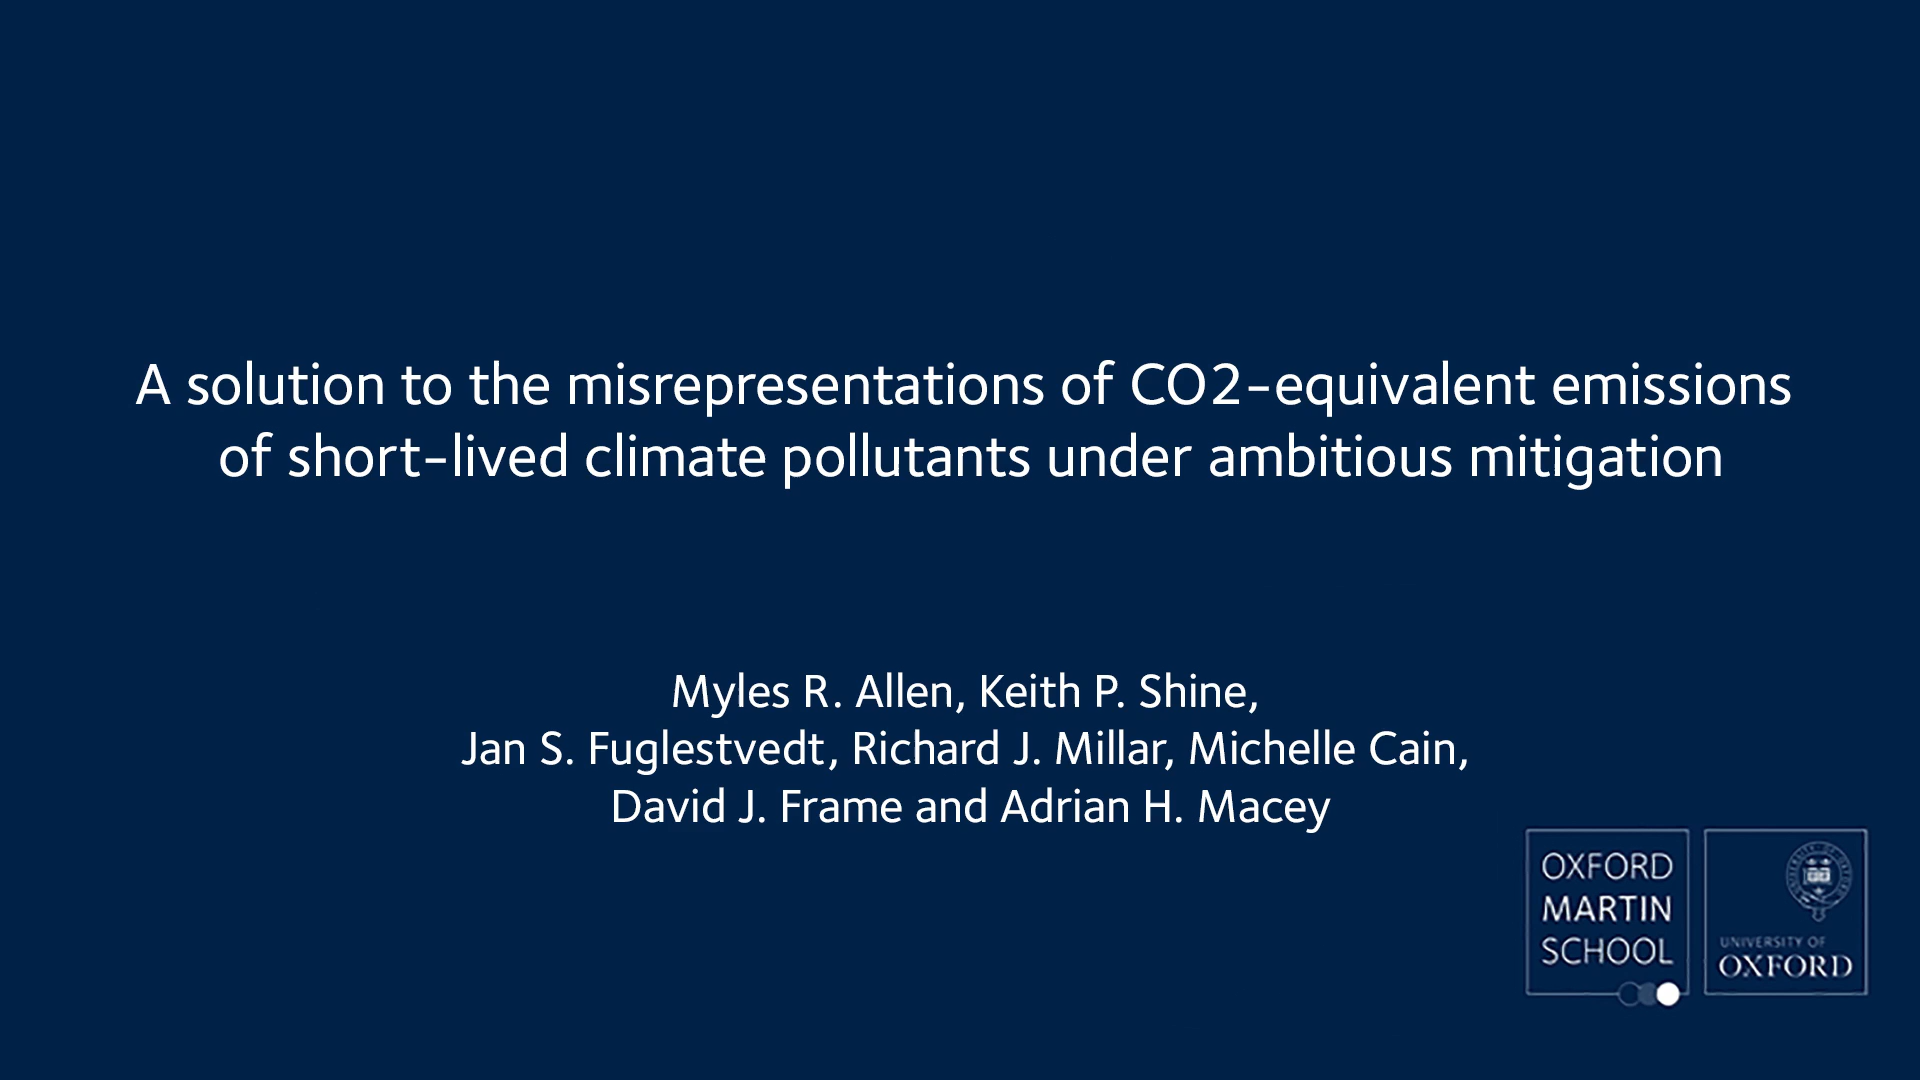 A solution to the misrepresentations of CO2-equivalent emissions
of short-lived climate pollutants under ambitious mitigation
Myles R. Allen, Keith P. Shine,
Jan S. Fuglestvedt, Richard J. Millar, Michelle Cain,
David J. Frame and Adrian H. Macey
OXFORD
MARTIN
SCHOOL
UNIVERSITY OF
OXFORD